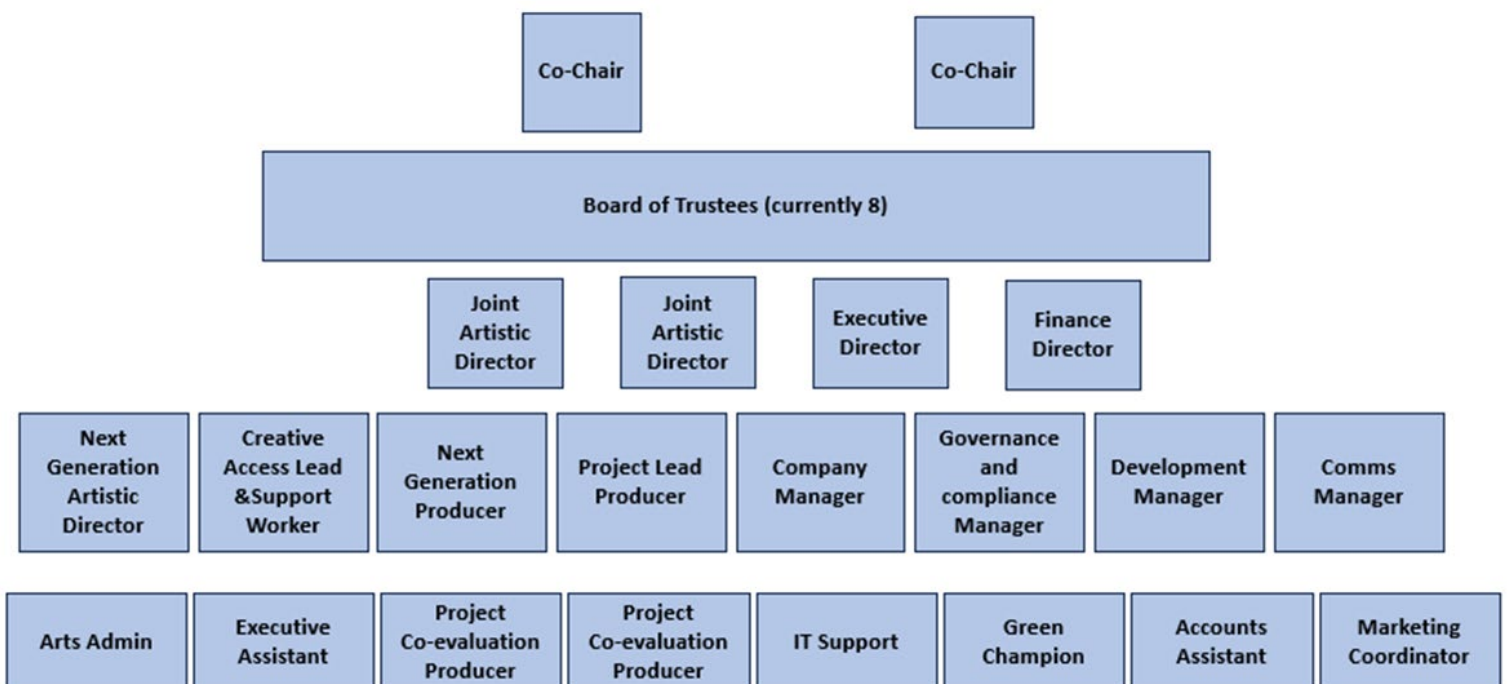 Co-Chair
Co-Chair
Board of Trustees (currently 8)
Joint
Artistic
Director
Joint
Artistic
Director
Executive
Director
Finance
Director
Next
Generation
Artistic
Director
Creative
Access Lead
&Support
Worker
Next
Generation
Producer
Project Lead
Producer
Company
Manager
Governance
and
compliance
Manager
Development
Manager
Comms
Manager
Arts Admin
Executive
Assistant
Project
Co-evaluation
Producer
Project
Co-evaluation
Producer
IT Support
Green
Champion
Accounts
Assistant
Marketing
Coordinator